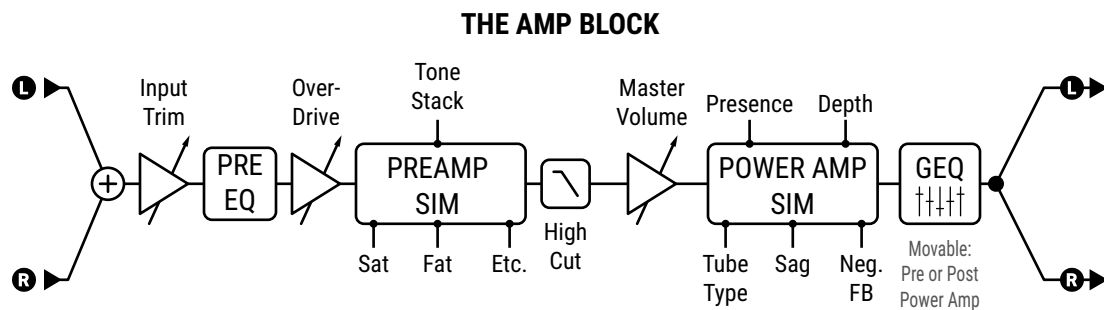 THE AMP BLOCK
L
Input
Trim
Over-
Drive
Tone
Stack
Master
Volume
Presence
Depth
L
+
PRE
EQ
PREAMP
SIM
POWER AMP
SIM
GEQ
Sat
Fat
Etc.
High
Cut
Tube
Type
Sag
Neg.
FB
Movable:
Pre or Post
Power Amp
R
R